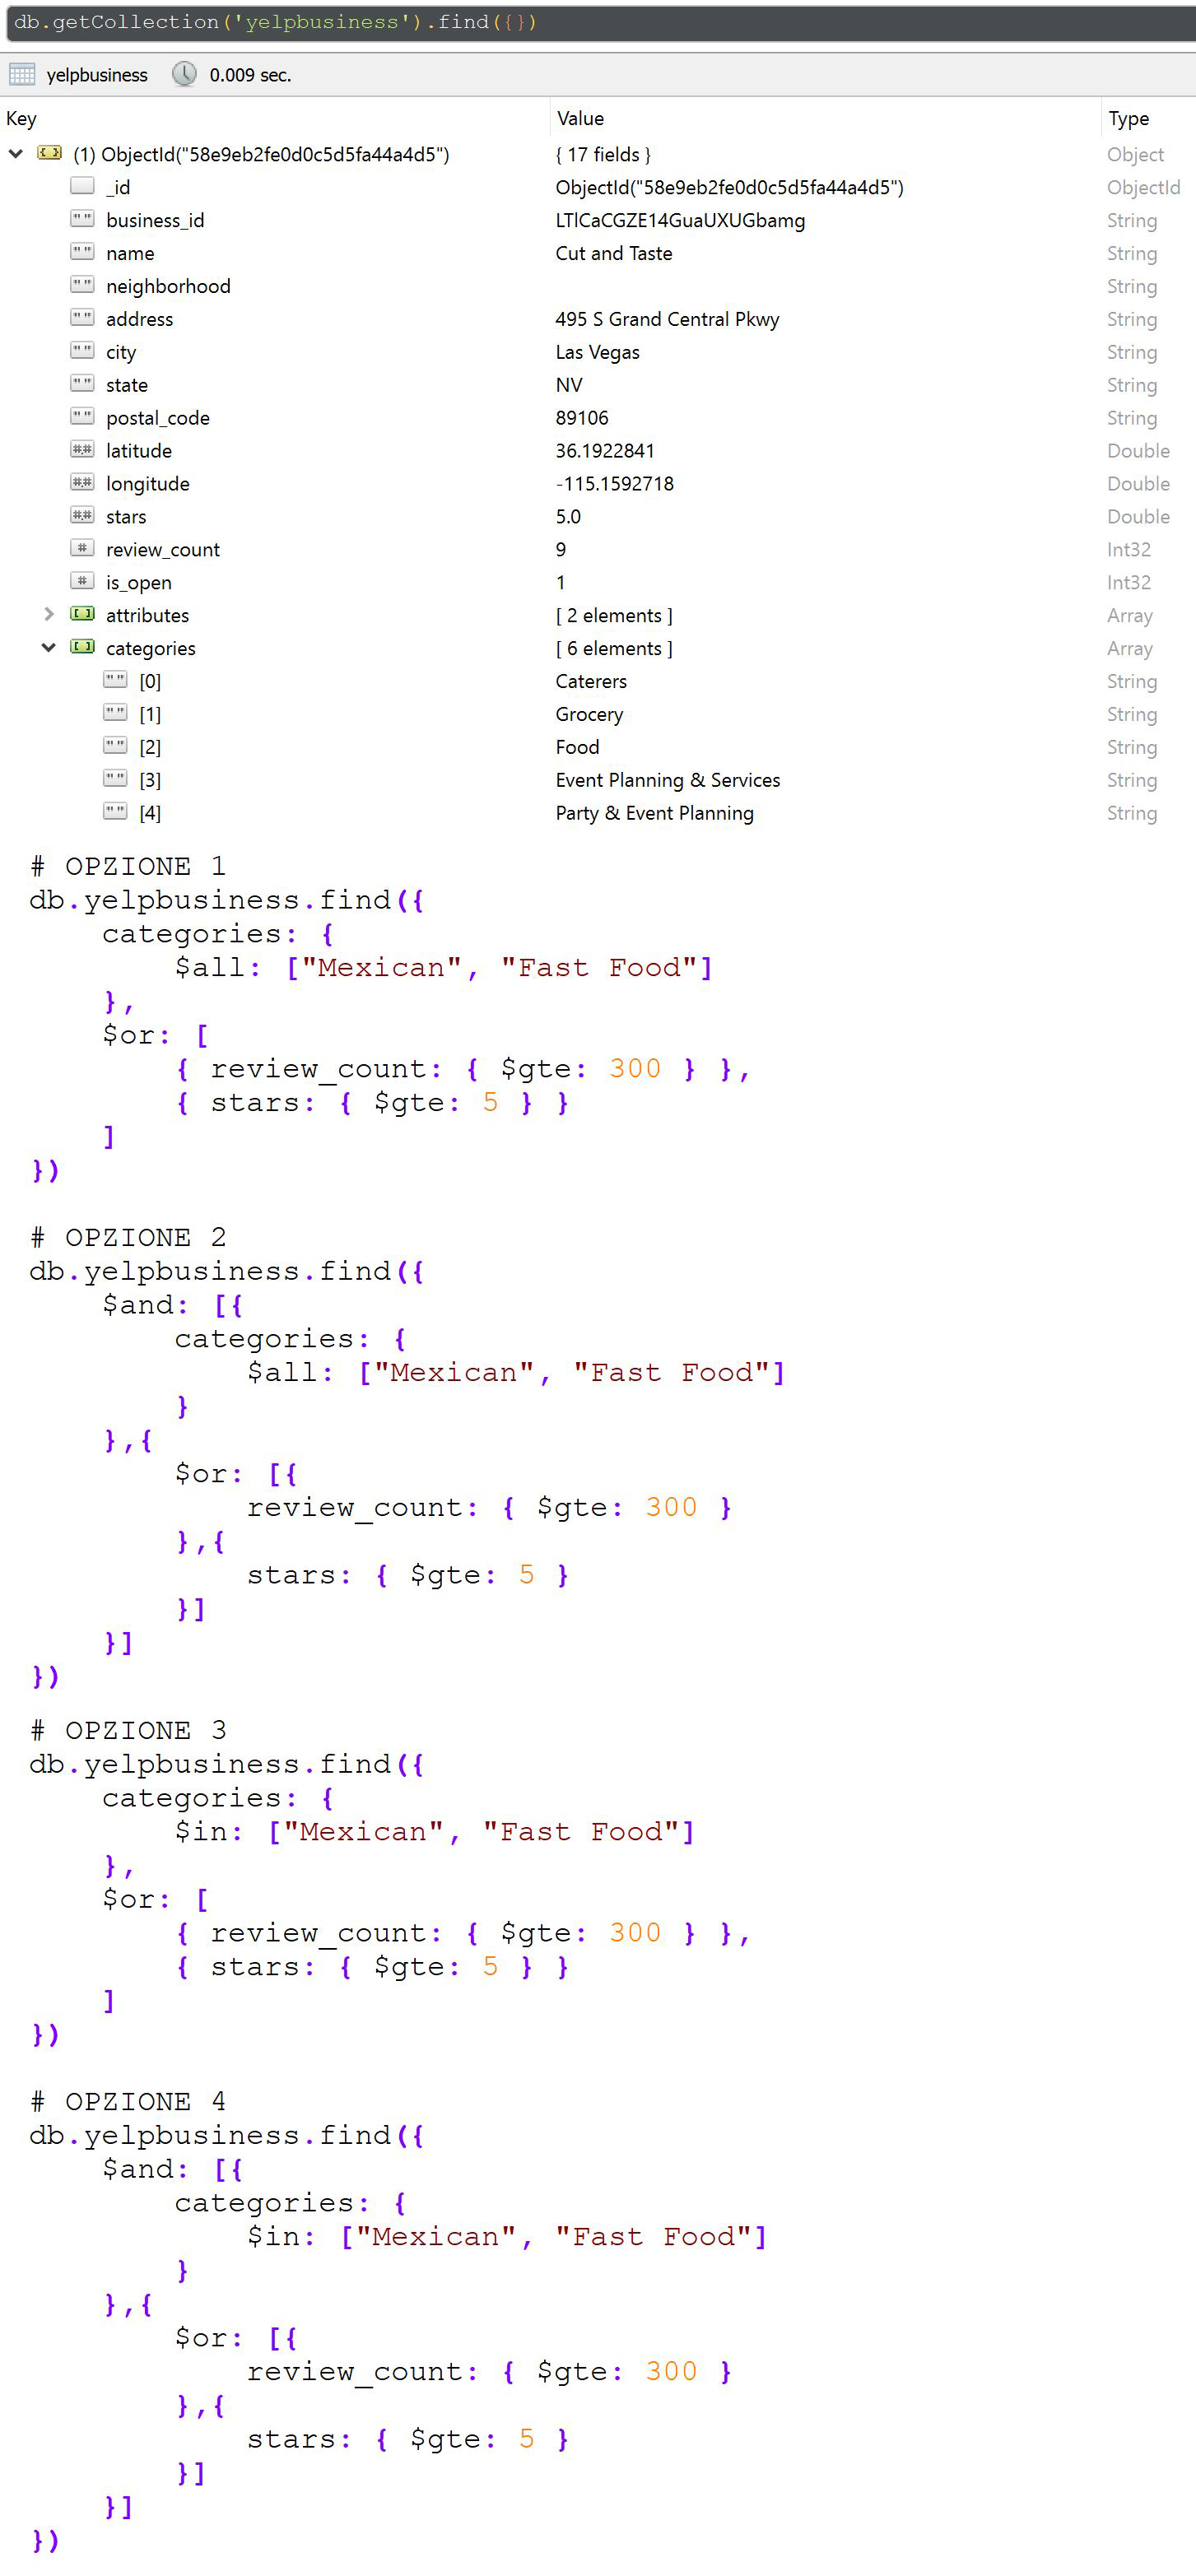 db.getCollection('yelpbusiness').find({})
yelpbusiness 0.009 sec.
Key Value Type
(1) ObjectId("58e9eb2fe0d0c5d5fa44a4d5") { 17 fields } Object
_id ObjectId("58e9eb2fe0d0c5d5fa44a4d5") ObjectId
business_id LTlCaCGZE14GuaUXUGbamg String
name Cut and Taste String
neighborhood String
address 495 S Grand Central Pkwy String
city Las Vegas String
state NV String
postal_code 89106 String
latitude 36.1922841 Double
longitude -115.1592718 Double
stars 5.0 Double
review_count 9 Int32
is_open 1 Int32
attributes [ 2 elements ] Array
categories [ 6 elements ] Array
[0] Caterers String
[1] Grocery String
[2] Food String
[3] Event Planning & Services String
[4] Party & Event Planning String
# OPZIONE 1
db.yelpbusiness.find({
categories: {
$all: ["Mexican", "Fast Food"]
},
$or: [
{ review_count: { $gte: 300 } },
{ stars: { $gte: 5 } }
]
})
# OPZIONE 2
db.yelpbusiness.find({
$and: [{
categories: {
$all: ["Mexican", "Fast Food"]
}
},{
$or: [{
review_count: { $gte: 300 }
},{
stars: { $gte: 5 }
}]
}]
})
# OPZIONE 3
db.yelpbusiness.find({
categories: {
$in: ["Mexican", "Fast Food"]
},
$or: [
{ review_count: { $gte: 300 } },
{ stars: { $gte: 5 } }
]
})
# OPZIONE 4
db.yelpbusiness.find({
$and: [{
categories: {
$in: ["Mexican", "Fast Food"]
}
},{
$or: [{
review_count: { $gte: 300 }
},{
stars: { $gte: 5 }
}]
}]
})